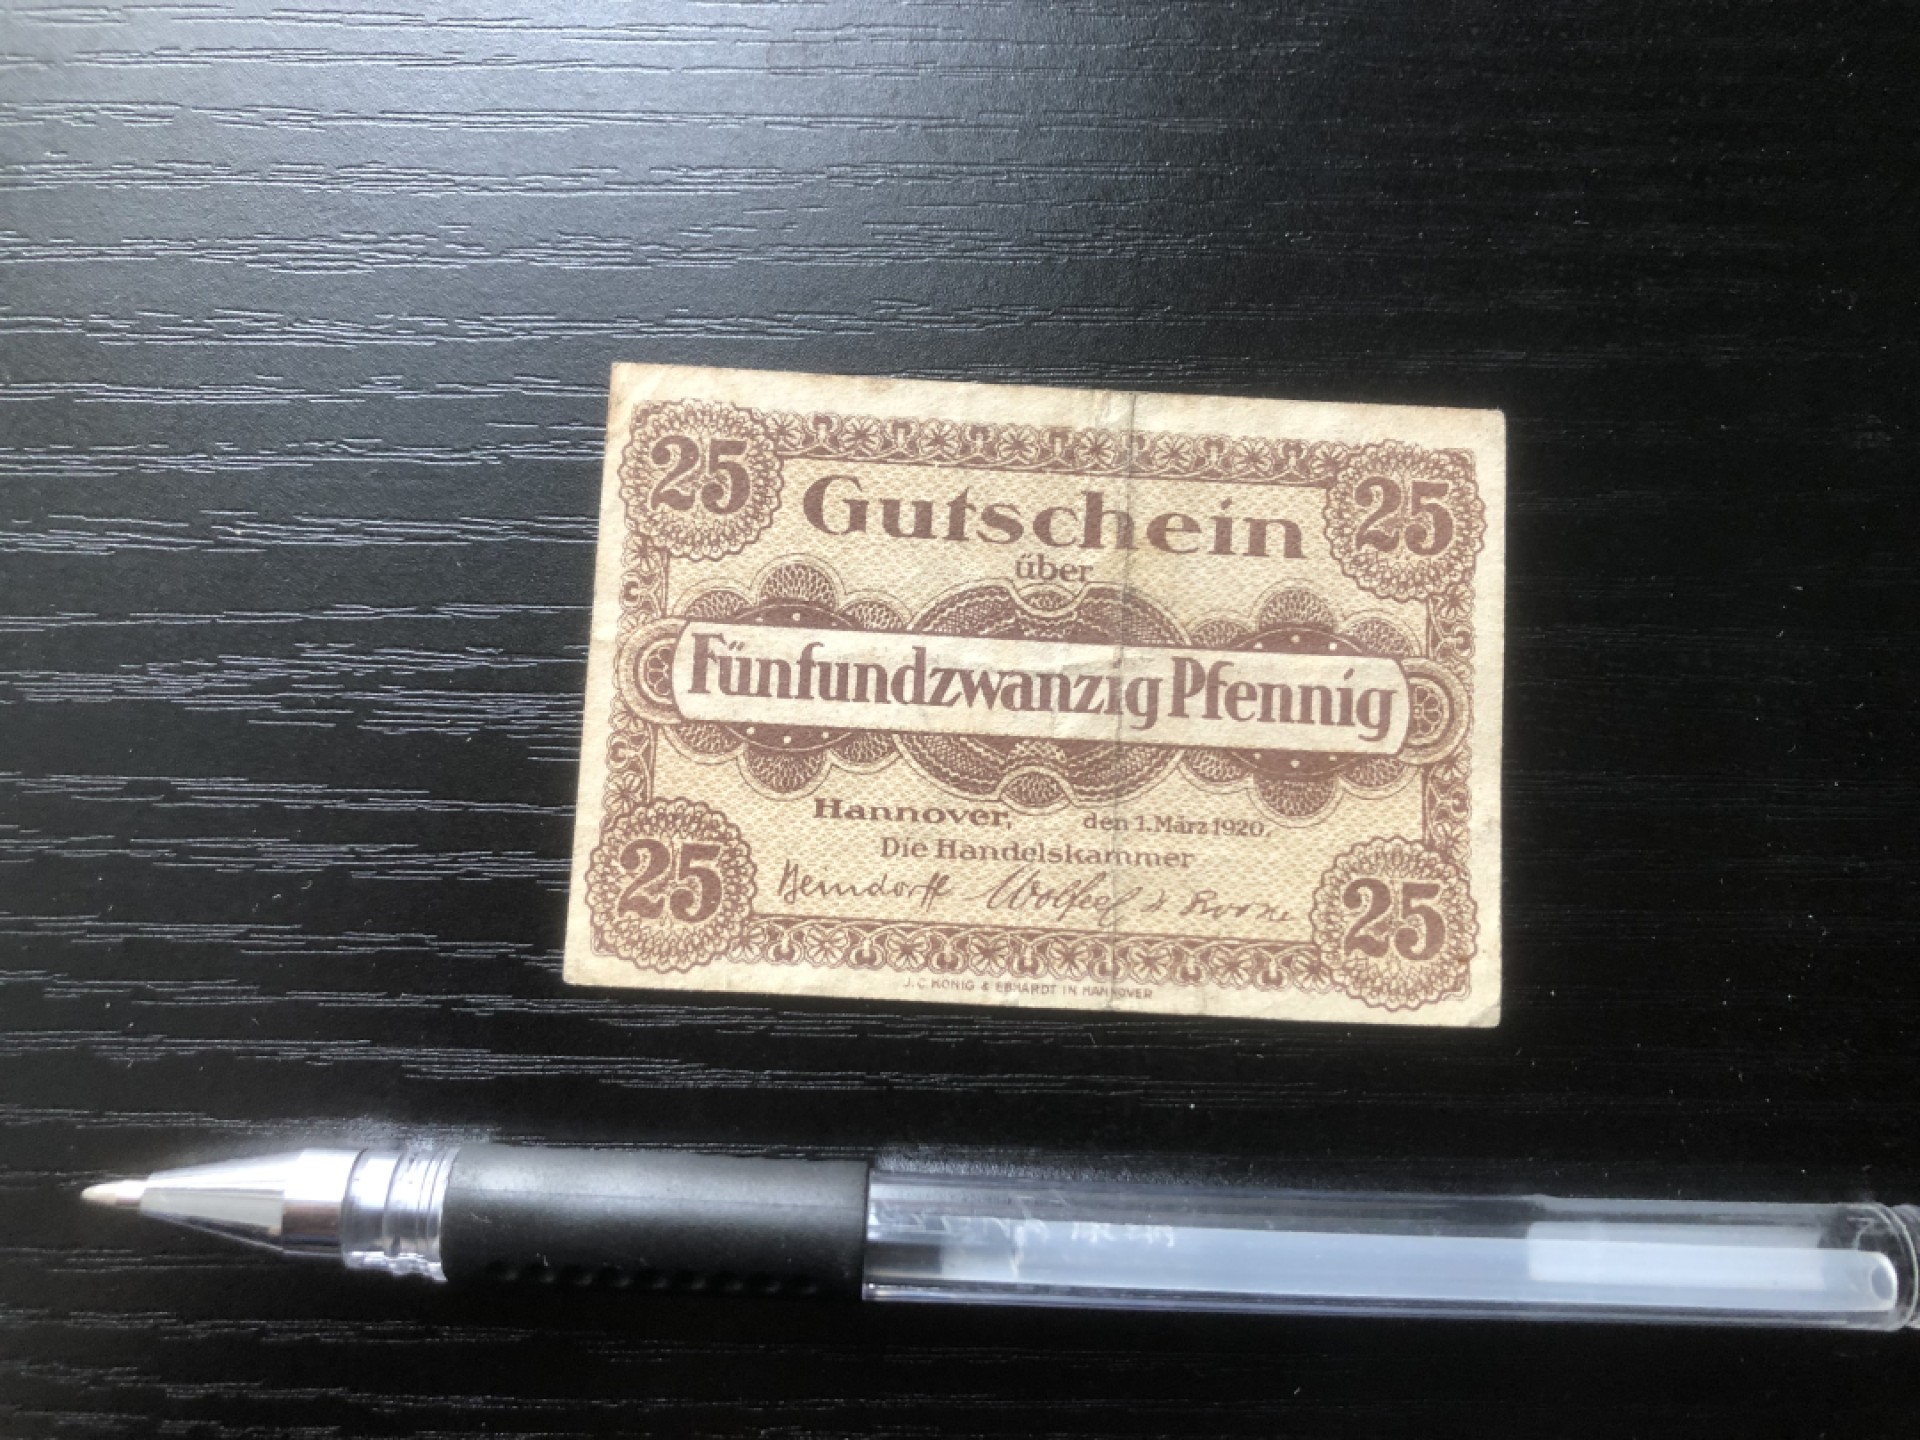 25 25
Gutschein
über
Fünfundzwanzig Pfennig
Hannover, den 1. März 1920.
Die Handelskammer
Beindorff
25 25
J. C. KÖNIG & EBHARDT IN HANNOVER